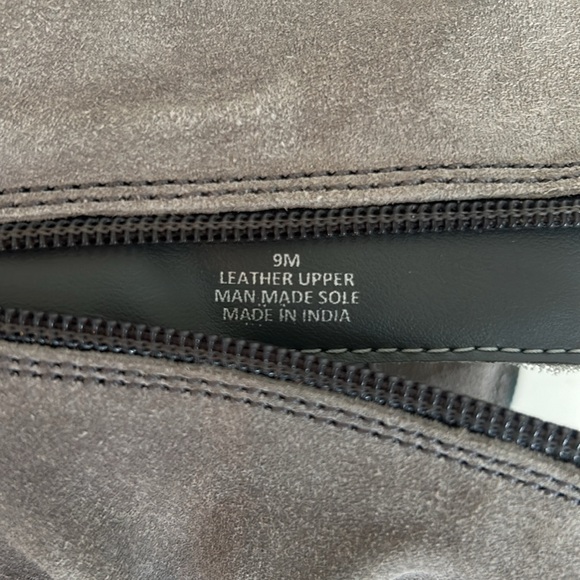 9M
LEATHER UPPER
MAN MADE SOLE
MADE IN INDIA